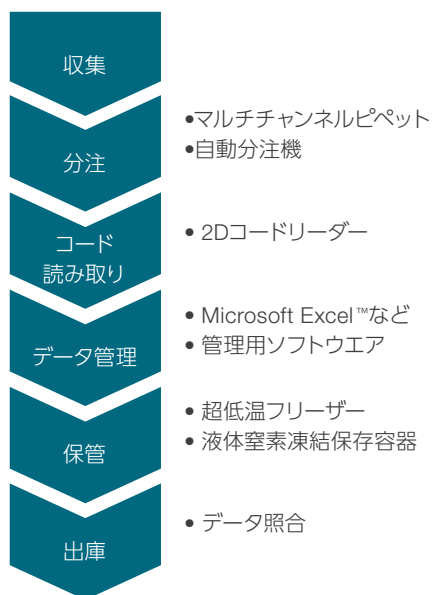 収集
分注
•マルチチャンネルピペット
•自動分注機
コード
読み取り
• 2Dコードリーダー
データ管理
• Microsoft Excel™など
• 管理用ソフトウエア
保管
• 超低温フリーザー
• 液体窒素凍結保存容器
出庫
• データ照合